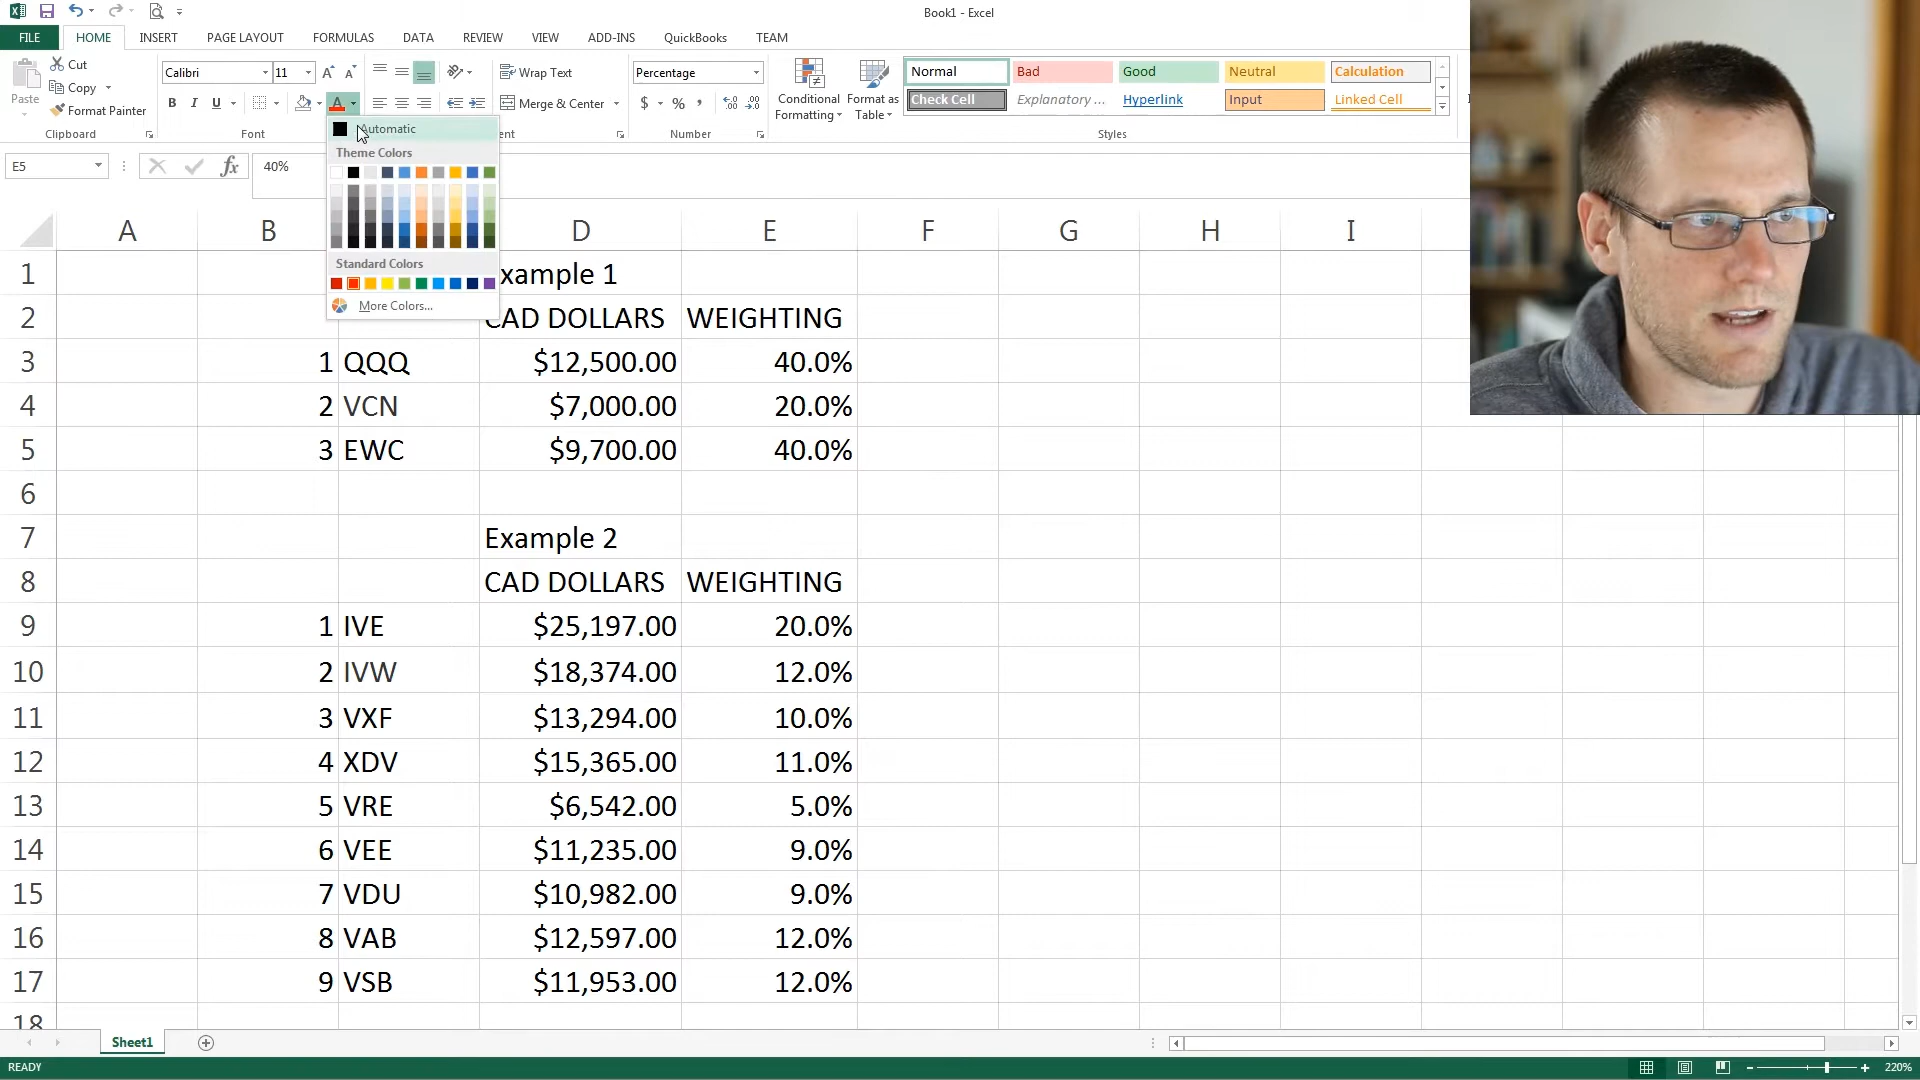 Book1 - Excel
FILE HOME INSERT PAGE LAYOUT FORMULAS DATA REVIEW VIEW ADD-INS QuickBooks TEAM
Paste
Cut
Copy
Format Painter
Clipboard
Calibri 11
B I U
Font
Wrap Text
Merge & Center
Percentage
$ % ,
Number
Conditional Formatting
Format as Table
Normal Bad Good Neutral Calculation
Check Cell Explanatory ... Hyperlink Input Linked Cell
Styles
Automatic
Theme Colors
Standard Colors
More Colors...
E5 fx 40%
A B D E F G H I
1 Example 1
2 CAD DOLLARS WEIGHTING
3 1 QQQ $12,500.00 40.0%
4 2 VCN $7,000.00 20.0%
5 3 EWC $9,700.00 40.0%
6
7 Example 2
8 CAD DOLLARS WEIGHTING
9 1 IVE $25,197.00 20.0%
10 2 IVW $18,374.00 12.0%
11 3 VXF $13,294.00 10.0%
12 4 XDV $15,365.00 11.0%
13 5 VRE $6,542.00 5.0%
14 6 VEE $11,235.00 9.0%
15 7 VDU $10,982.00 9.0%
16 8 VAB $12,597.00 12.0%
17 9 VSB $11,953.00 12.0%
18
Sheet1
READY 220%